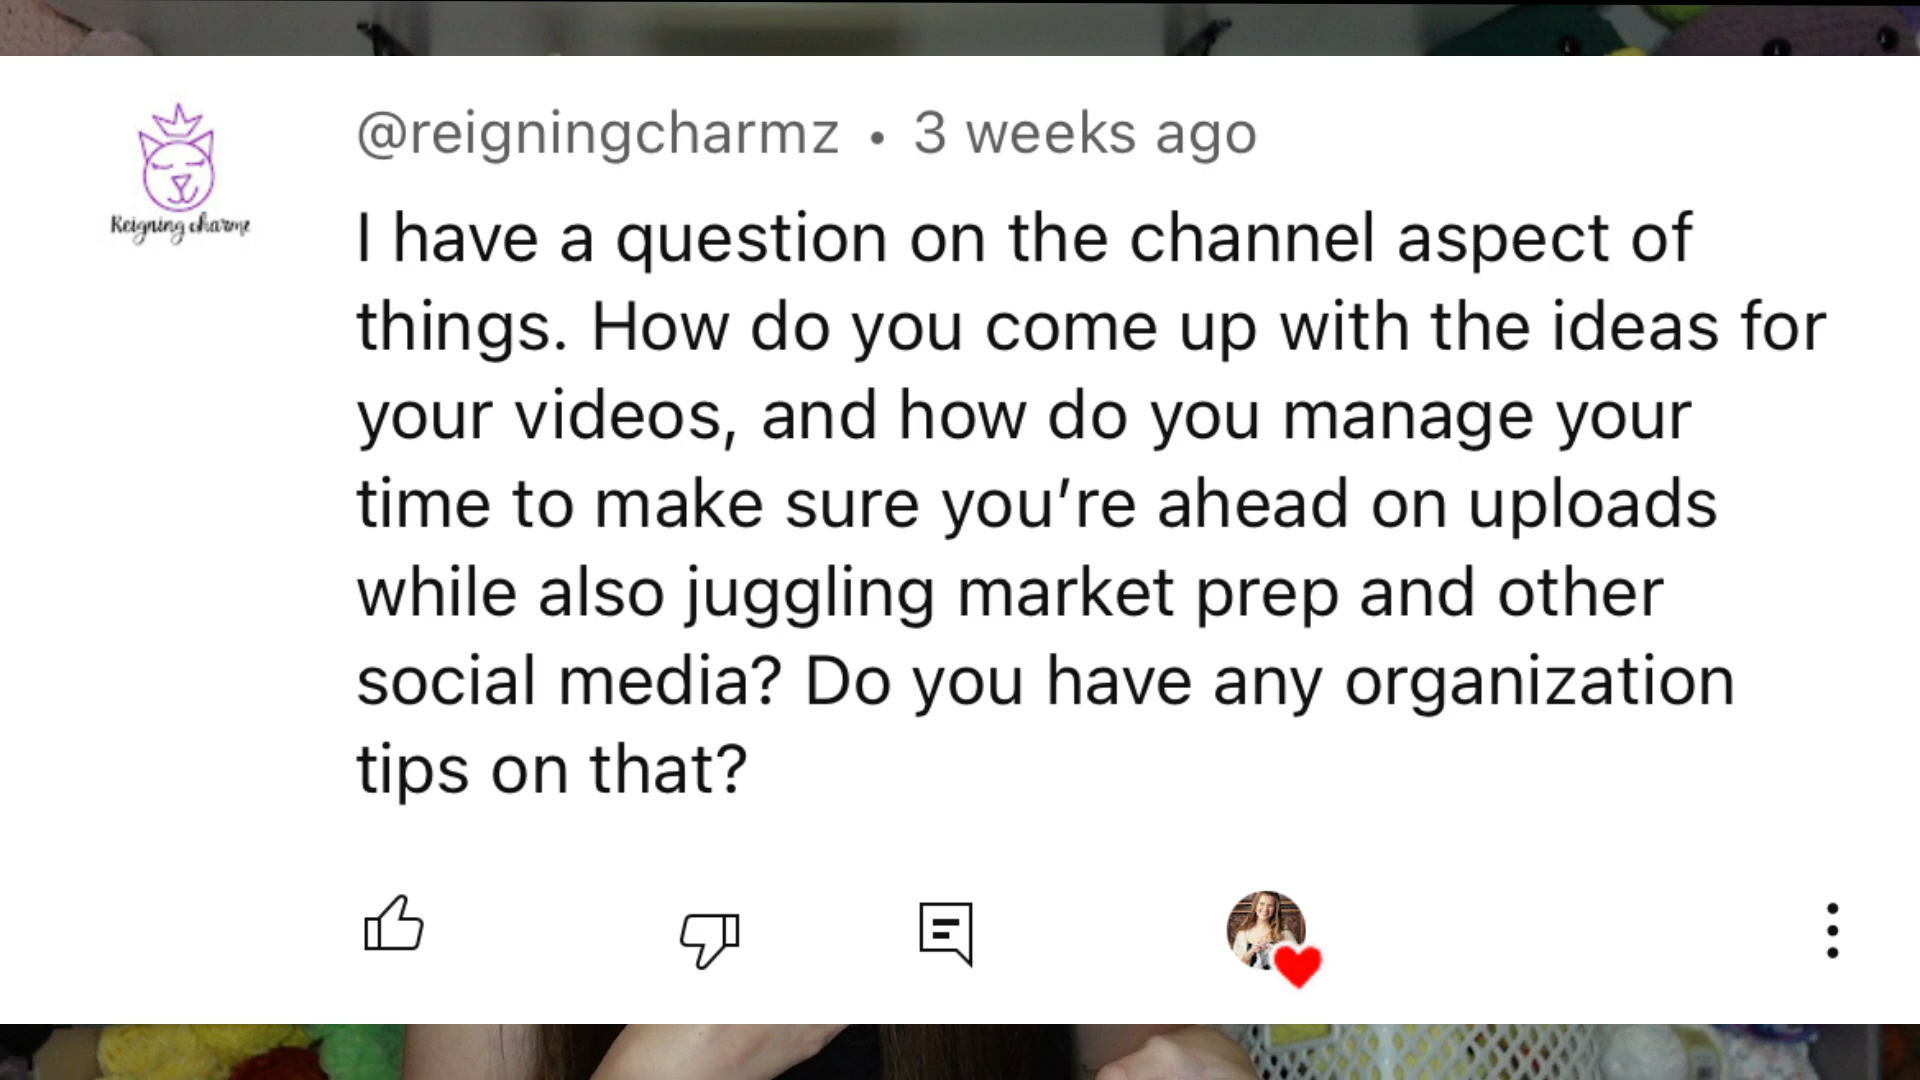 @reigningcharmz • 3 weeks ago
Reigning charmz
I have a question on the channel aspect of
things. How do you come up with the ideas for
your videos, and how do you manage your
time to make sure you’re ahead on uploads
while also juggling market prep and other
social media? Do you have any organization
tips on that?